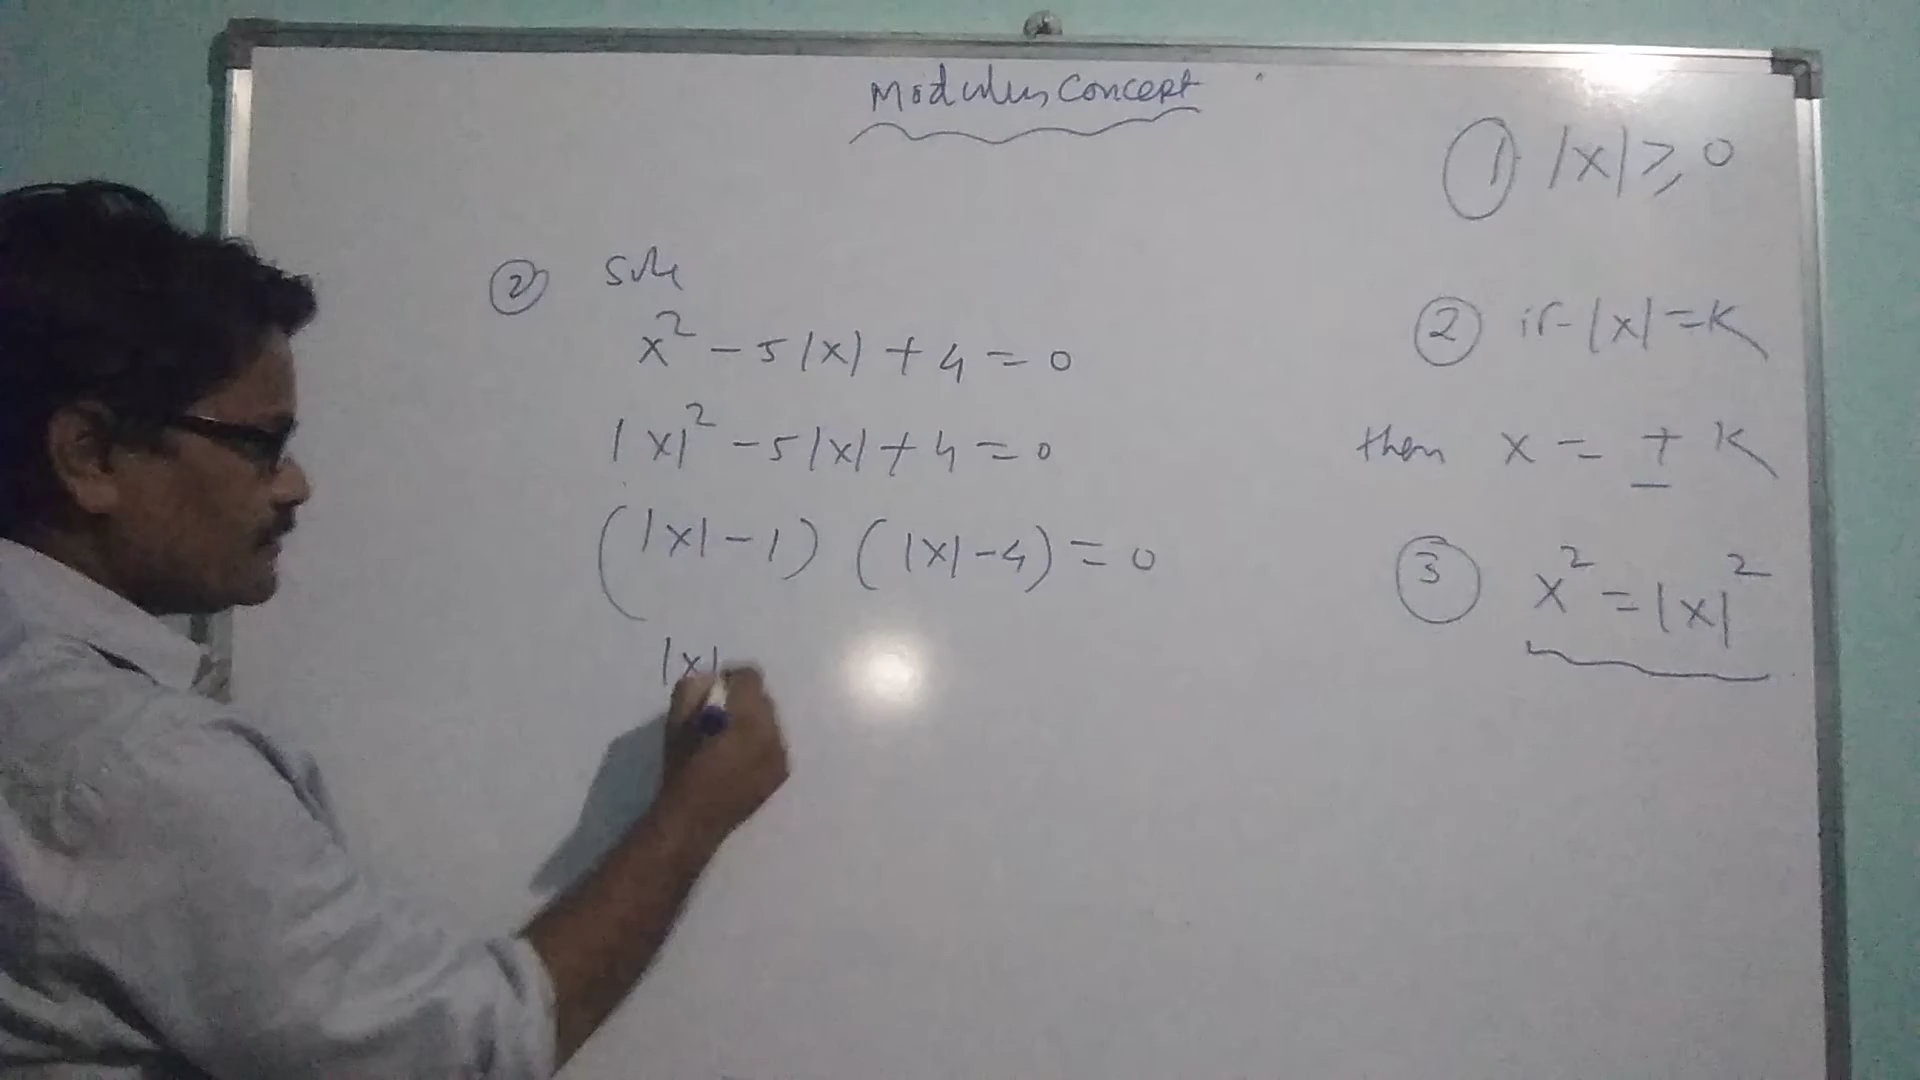 Modulus Concept
② Solve
x² - 5|x| + 4 = 0
|x|² - 5|x| + 4 = 0
(|x| - 1) (|x| - 4) = 0
|x|
① |x| ⩾ 0
② if |x| = K
then x = ± K
③ x² = |x|²